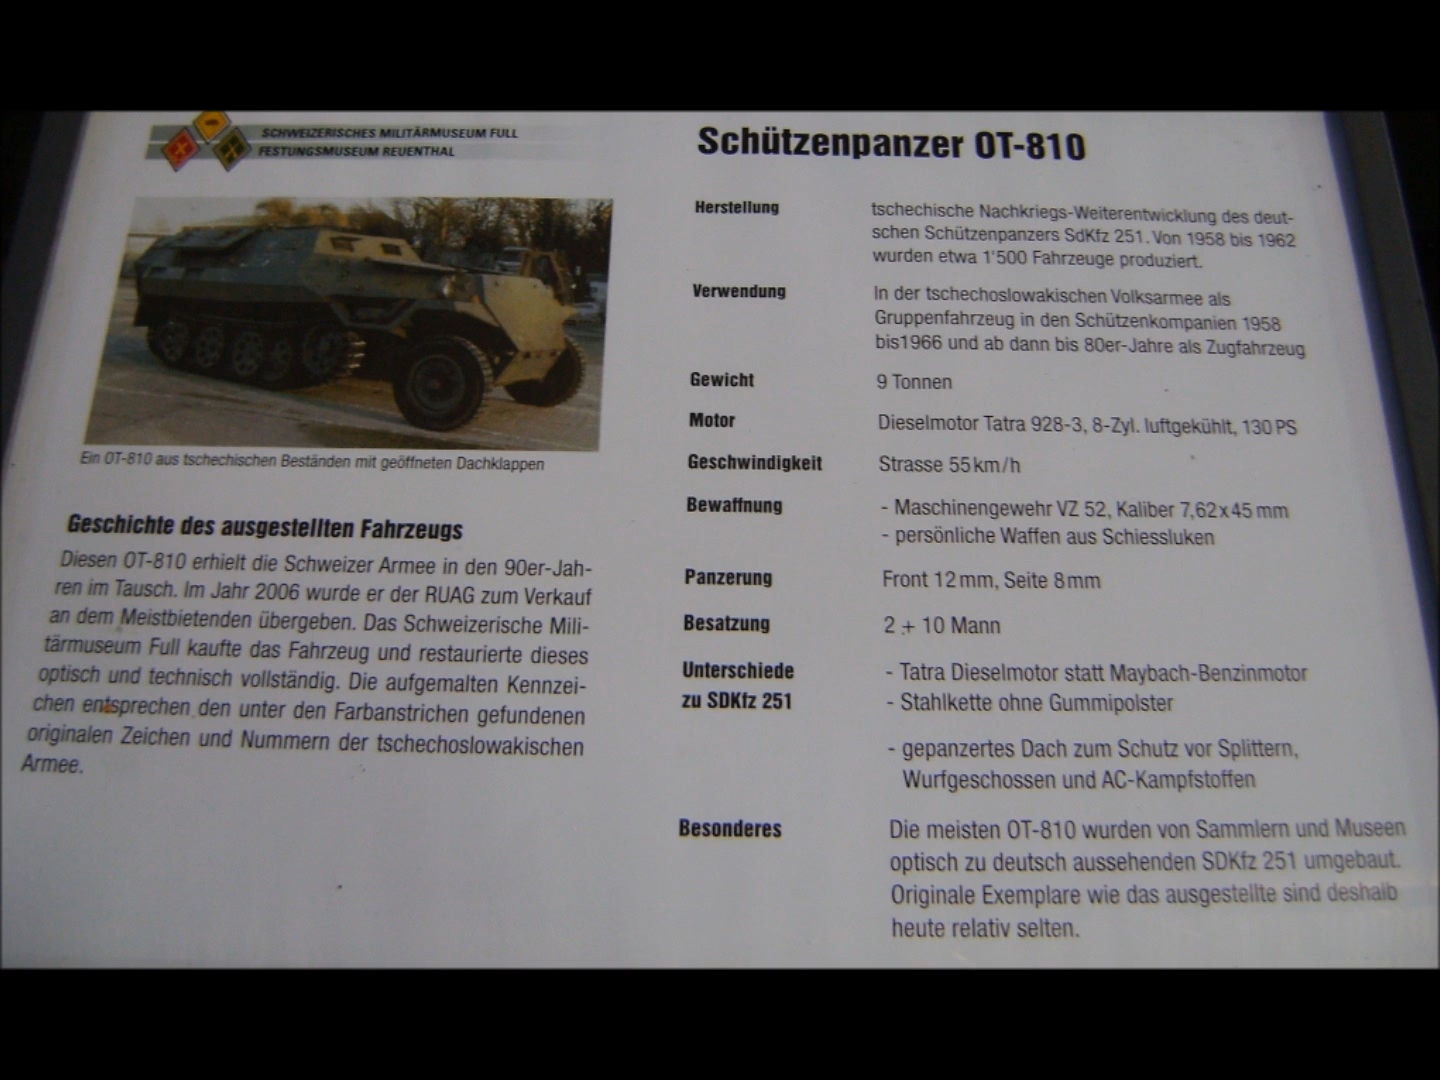 SCHWEIZERISCHES MILITÄRMUSEUM FULL
FESTUNGSMUSEUM REUENTHAL
Ein OT-810 aus tschechischen Beständen mit geöffneten Dachklappen
Geschichte des ausgestellten Fahrzeugs
Diesen OT-810 erhielt die Schweizer Armee in den 90er-Jah-
ren im Tausch. Im Jahr 2006 wurde er der RUAG zum Verkauf
an dem Meistbietenden übergeben. Das Schweizerische Mili-
tärmuseum Full kaufte das Fahrzeug und restaurierte dieses
optisch und technisch vollständig. Die aufgemalten Kennzei-
chen entsprechen den unter den Farbanstrichen gefundenen
originalen Zeichen und Nummern der tschechoslowakischen
Armee.
Schützenpanzer OT-810
Herstellung tschechische Nachkriegs-Weiterentwicklung des deut-
schen Schützenpanzers SdKfz 251. Von 1958 bis 1962
wurden etwa 1'500 Fahrzeuge produziert.
Verwendung In der tschechoslowakischen Volksarmee als
Gruppenfahrzeug in den Schützenkompanien 1958
bis1966 und ab dann bis 80er-Jahre als Zugfahrzeug
Gewicht 9 Tonnen
Motor Dieselmotor Tatra 928-3, 8-Zyl. luftgekühlt, 130 PS
Geschwindigkeit Strasse 55 km/h
Bewaffnung - Maschinengewehr VZ 52, Kaliber 7,62x45 mm
- persönliche Waffen aus Schiessluken
Panzerung Front 12 mm, Seite 8 mm
Besatzung 2 + 10 Mann
Unterschiede - Tatra Dieselmotor statt Maybach-Benzinmotor
zu SDKfz 251 - Stahlkette ohne Gummipolster
- gepanzertes Dach zum Schutz vor Splittern,
Wurfgeschossen und AC-Kampfstoffen
Besonderes Die meisten OT-810 wurden von Sammlern und Museen
optisch zu deutsch aussehenden SDKfz 251 umgebaut.
Originale Exemplare wie das ausgestellte sind deshalb
heute relativ selten.